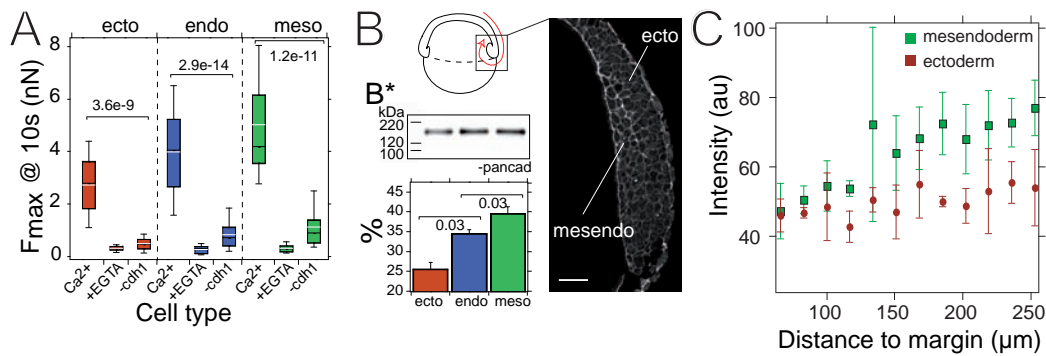 A
ecto endo meso
Fmax @ 10s (nN)
8
6
4
2
0
3.6e-9
2.9e-14
1.2e-11
Ca2+ +EGTA -cdh1 Ca2+ +EGTA -cdh1 Ca2+ +EGTA -cdh1
Cell type
B
B*
kDa
220
120
100
-pancad
%
45
40
35
30
25
20
0.03
0.03
ecto endo meso
ecto
mesendo
C
Intensity (au)
100
80
60
40
mesendoderm
ectoderm
100 150 200 250
Distance to margin (µm)